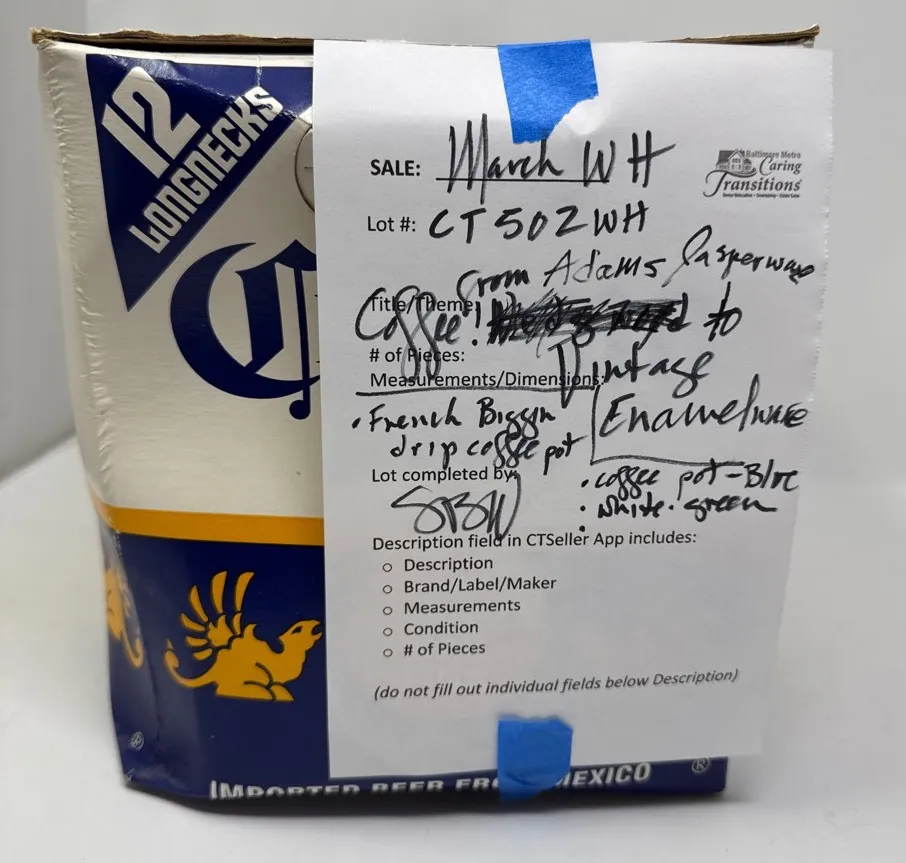 12
LONGNECKS
C
SALE: March WH
Baltimore Metro
Caring
Transitions
Lot #: CT502WH
From Adams Jasperware
Title/Theme:
Coffee! to
# of Pieces:
Vintage
Measurements/Dimensions:
Enamelware
• French Biggin
drip coffee pot
• coffee pot - Blue
• white • green
Lot completed by:
SBW
Description field in CTSeller App includes:
o Description
o Brand/Label/Maker
o Measurements
o Condition
o # of Pieces
(do not fill out individual fields below Description)
®
IMPORTED BEER FRO MEXICO ®